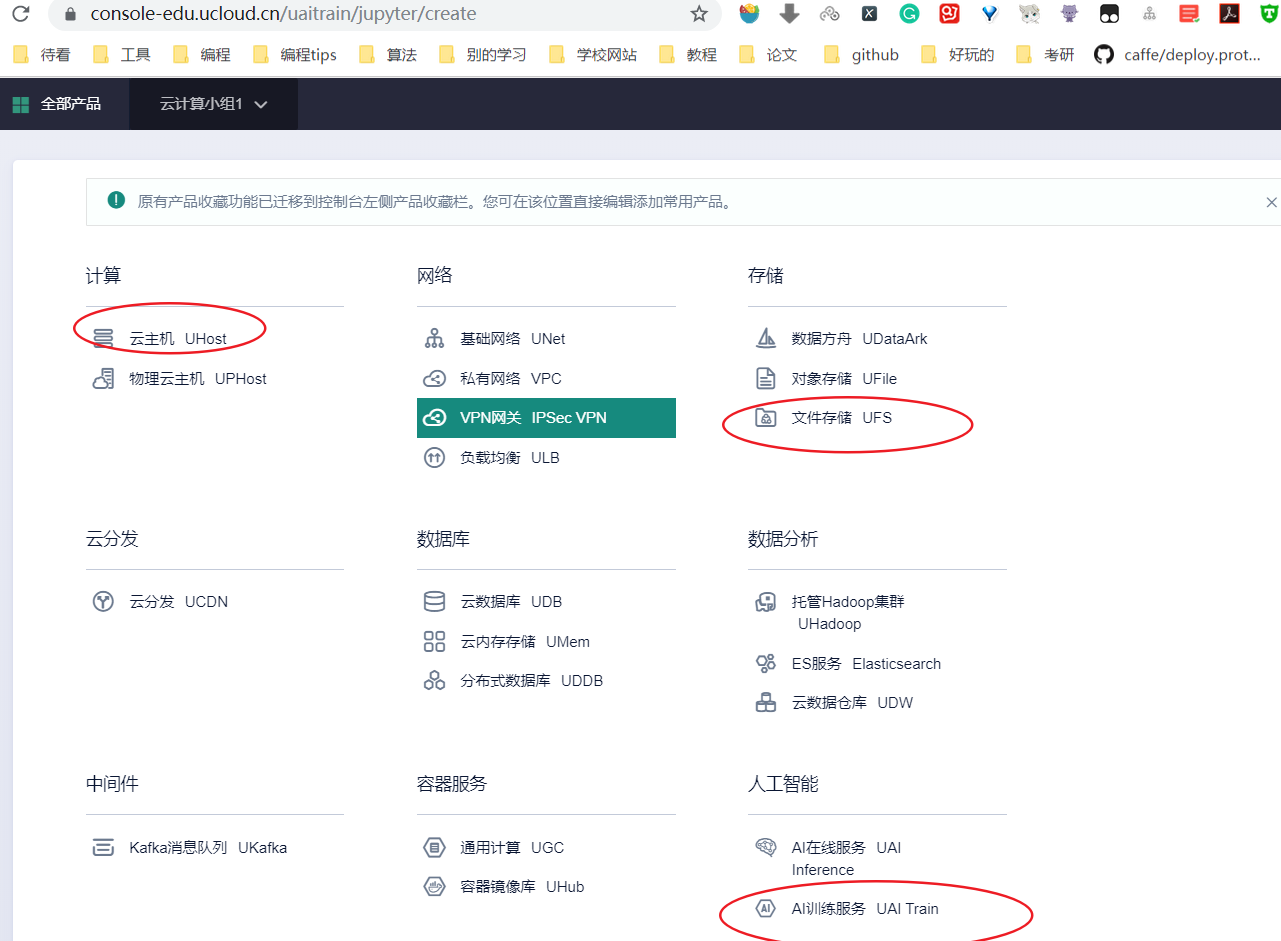 console-edu.ucloud.cn/uaitrain/jupyter/create
待看 工具 编程 编程tips 算法 别的学习 学校网站 教程 论文 github 好玩的 考研 caffe/deploy.prot...
全部产品 云计算小组1
原有产品收藏功能已迁移到控制台左侧产品收藏栏。您可在该位置直接编辑添加常用产品。
计算
云主机 UHost
物理云主机 UPHost
网络
基础网络 UNet
私有网络 VPC
VPN网关 IPSec VPN
负载均衡 ULB
存储
数据方舟 UDataArk
对象存储 UFile
文件存储 UFS
云分发
云分发 UCDN
数据库
云数据库 UDB
云内存存储 UMem
分布式数据库 UDDB
数据分析
托管Hadoop集群
UHadoop
ES服务 Elasticsearch
云数据仓库 UDW
中间件
Kafka消息队列 UKafka
容器服务
通用计算 UGC
容器镜像库 UHub
人工智能
AI在线服务 UAI
Inference
AI训练服务 UAI Train